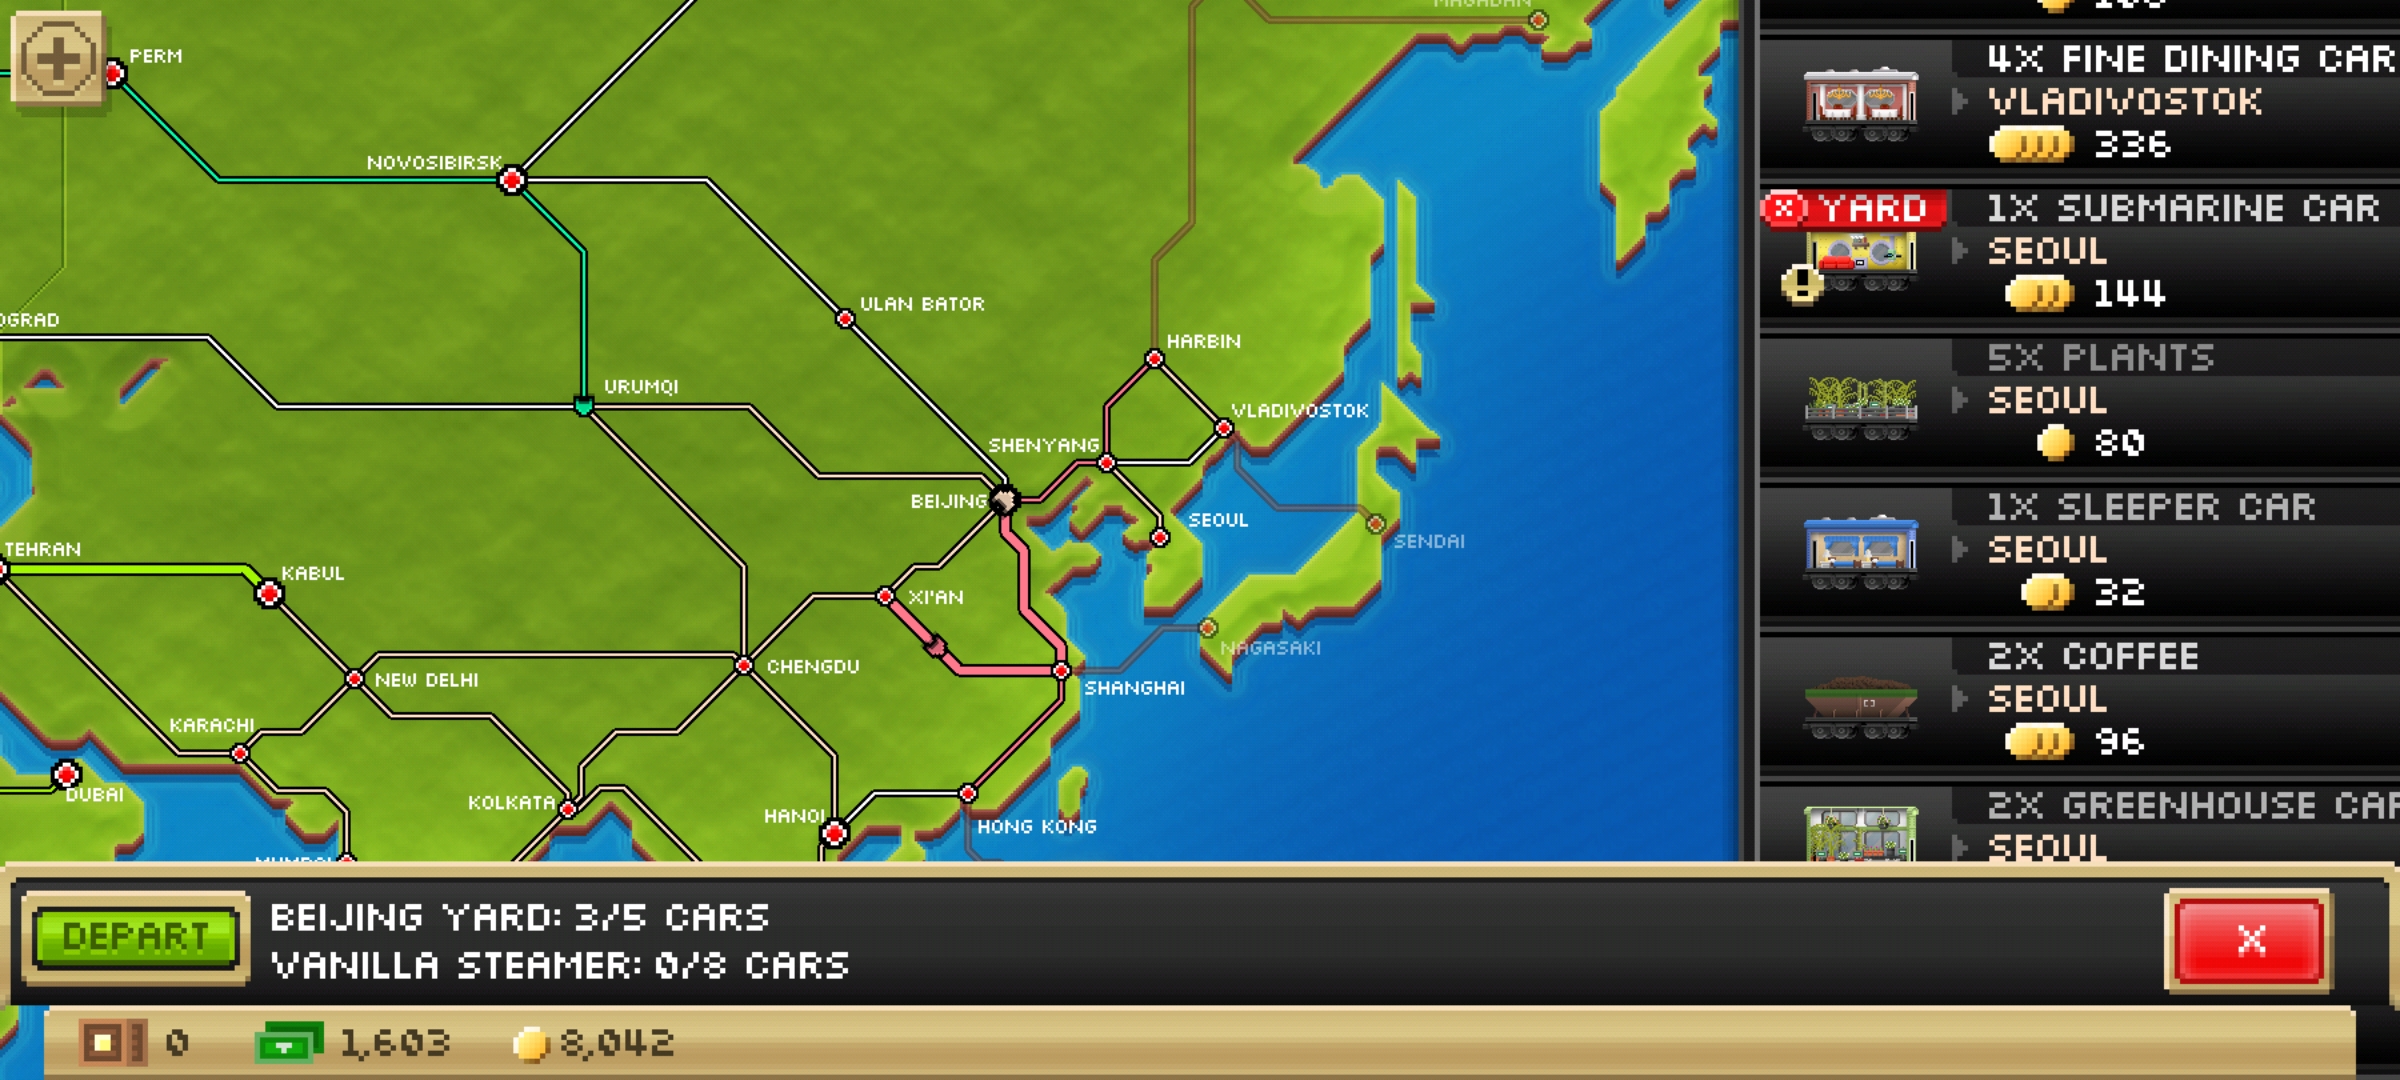 MAGADAN
PERM
NOVOSIBIRSK
ULAN BATOR
OGRAD
HARBIN
URUMQI
VLADIVOSTOK
SHENYANG
BEIJING
SEOUL
SENDAI
TEHRAN
KABUL
XI'AN
NAGASAKI
CHENGDU
NEW DELHI
SHANGHAI
KARACHI
DUBAI
KOLKATA
HANOI
HONG KONG
4X FINE DINING CAR
VLADIVOSTOK
336
YARD
1X SUBMARINE CAR
SEOUL
144
5X PLANTS
SEOUL
80
1X SLEEPER CAR
SEOUL
32
2X COFFEE
SEOUL
96
2X GREENHOUSE CAR
SEOUL
DEPART
BEIJING YARD: 3/5 CARS
VANILLA STEAMER: 0/8 CARS
X
0
1,603
8,042